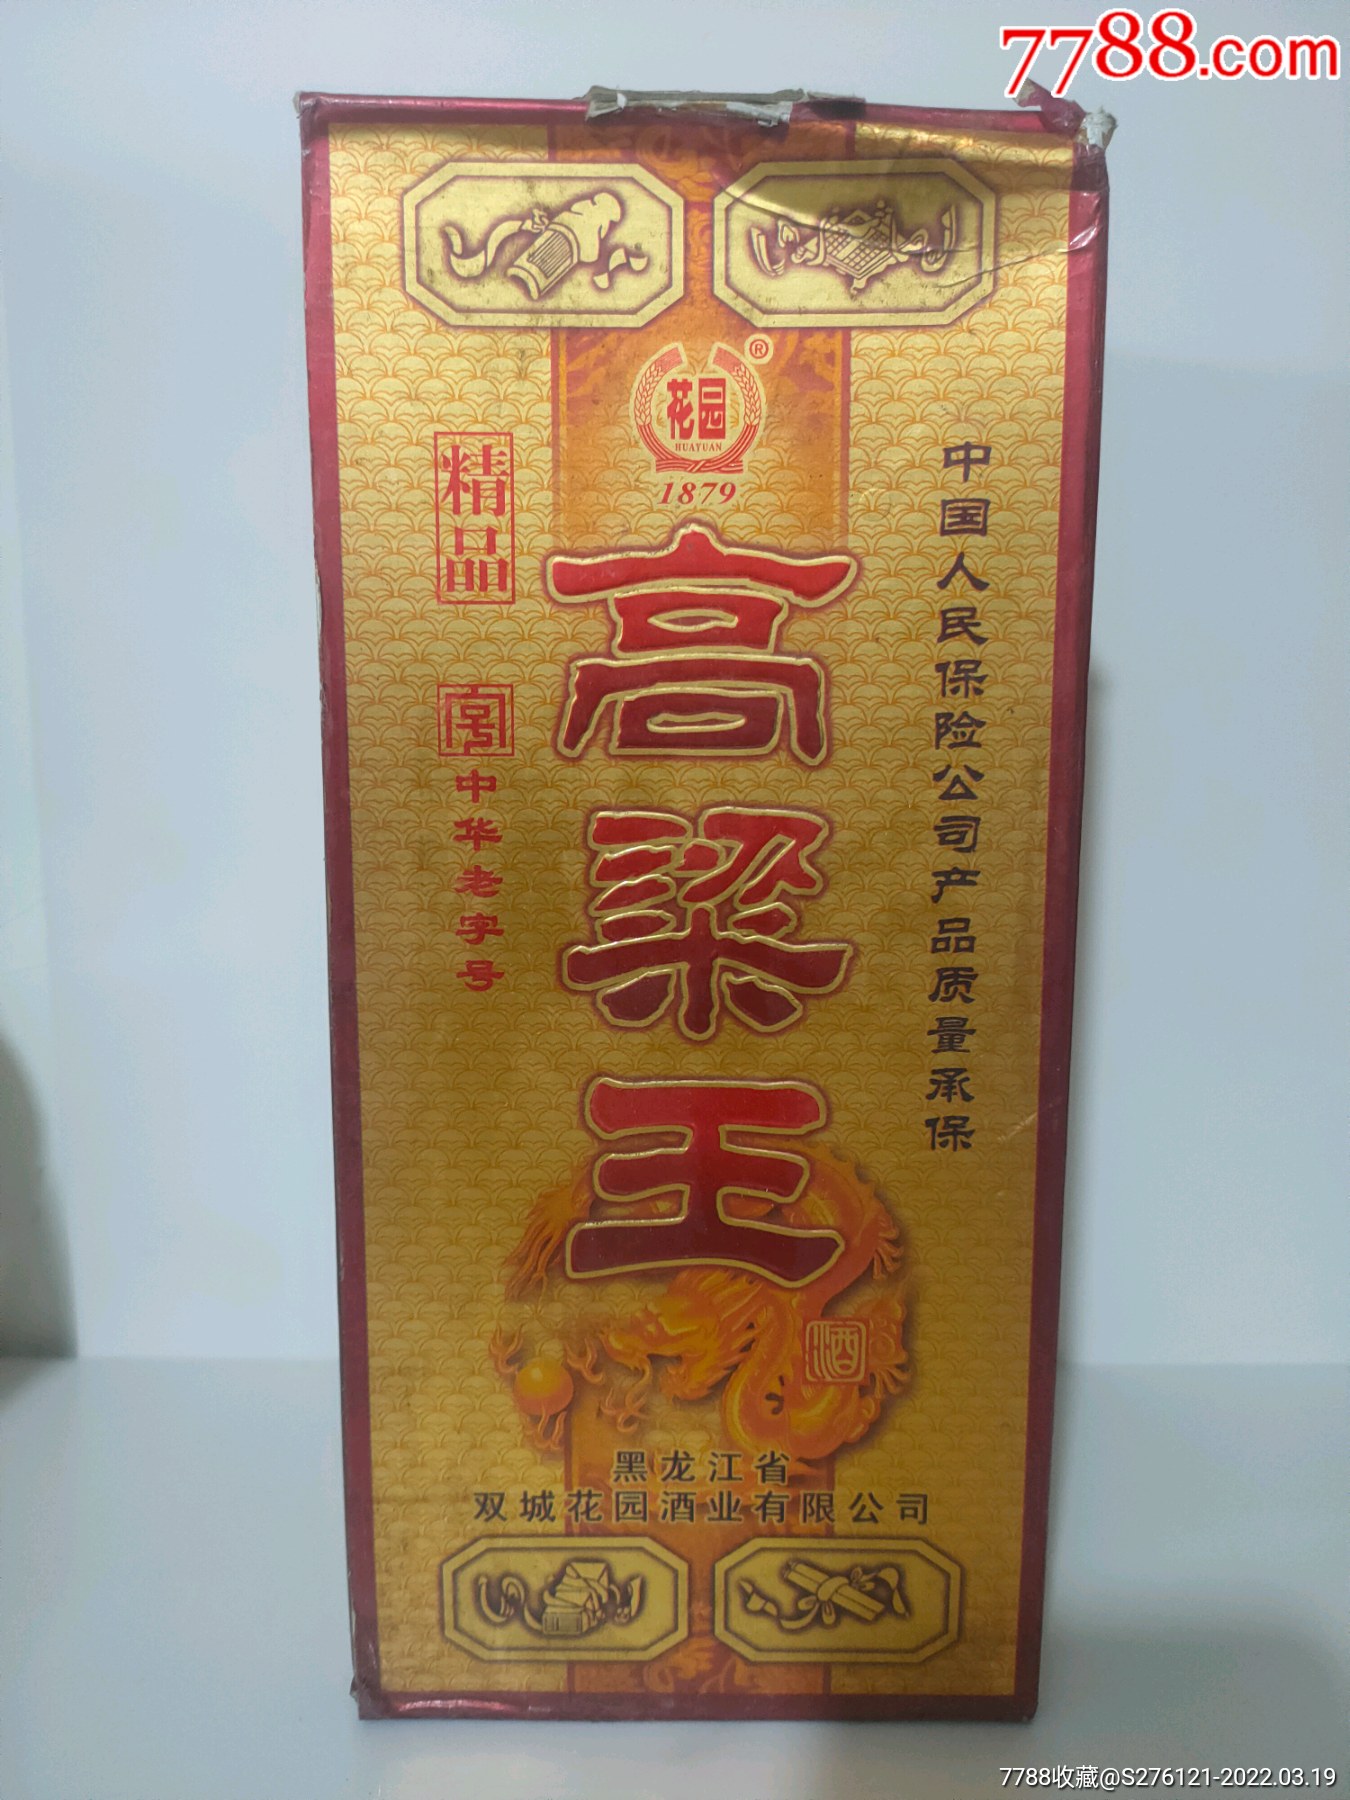 7788.com
花园
®
HUAYUAN
1879
精品
中华老字号
高粱王
酒
中国人民保险公司产品质量承保
黑龙江省
双城花园酒业有限公司
7788收藏@S276121-2022.03.19